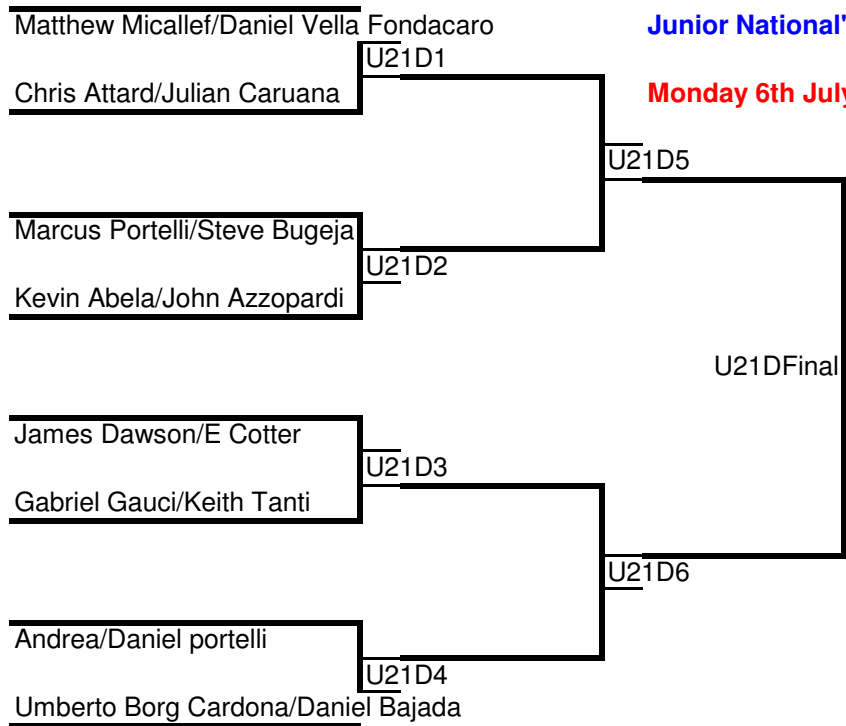 Matthew Micallef/Daniel Vella Fondacaro
Junior National'
U21D1
Chris Attard/Julian Caruana
Monday 6th July
U21D5
Marcus Portelli/Steve Bugeja
U21D2
Kevin Abela/John Azzopardi
U21DFinal
James Dawson/E Cotter
U21D3
Gabriel Gauci/Keith Tanti
U21D6
Andrea/Daniel portelli
U21D4
Umberto Borg Cardona/Daniel Bajada